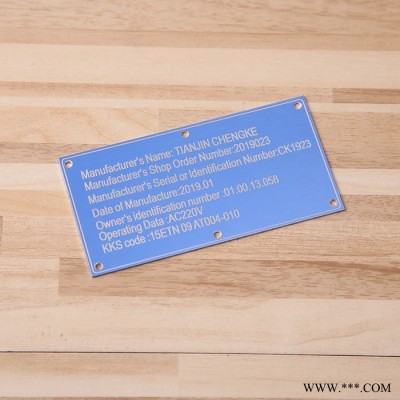 Manufacturer's Name: TIANJIN CHENGKE
Manufacturer's Shop Order Number:2019023
Manufacturer's Serial or Identification Number:CK1923
Date of Manufacture:2019.01
Owner's identification number :01.00.13.058
Operating Data :AC220V
KKS code :15ETN 09 AT004-010
WWW.***.COM